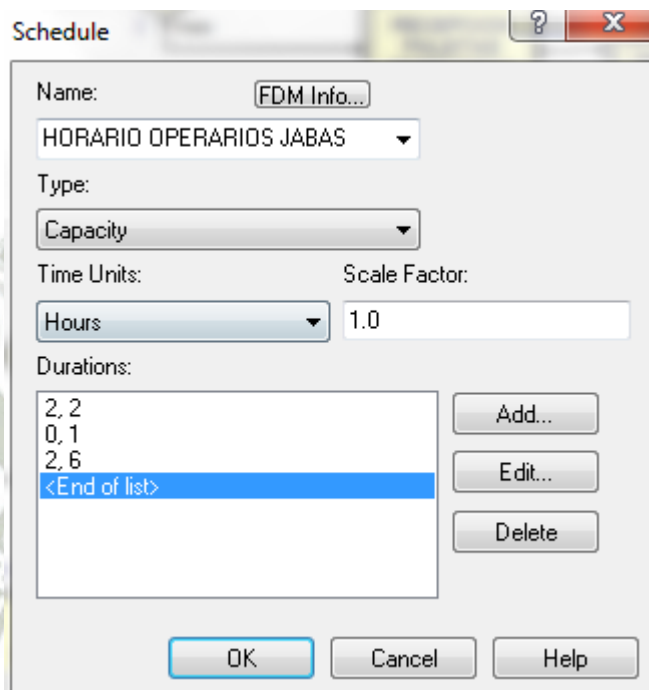 Schedule
Name:
FDM Info...
HORARIO OPERARIOS JABAS
Type:
Capacity
Time Units: Scale Factor:
Hours 1.0
Durations:
2, 2
0, 1
2, 6
<End of list>
Add...
Edit...
Delete
OK Cancel Help